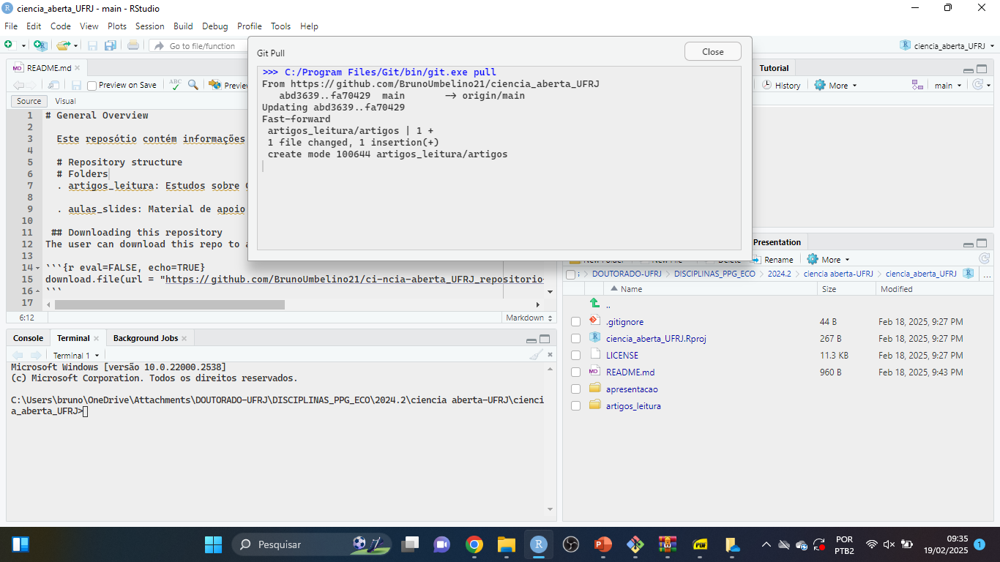 ciencia_aberta_UFRJ - main - RStudio
File Edit Code View Plots Session Build Debug Profile Tools Help
Go to file/function
ciencia_aberta_UFRJ
Git Pull
Close
>>> C:/Program Files/Git/bin/git.exe pull
From https://github.com/BrunoUmbelino21/ciencia_aberta_UFRJ
abd3639..fa70429 main -> origin/main
Updating abd3639..fa70429
Fast-forward
artigos_leitura/artigos | 1 +
1 file changed, 1 insertion(+)
create mode 100644 artigos_leitura/artigos
README.md
Preview on Save
ABC
Preview
Source Visual
1 # General Overview
2
3 Este reposótio contém informações
4
5 # Repository structure
6 # Folders
7 . artigos_leitura: Estudos sobre
8
9 . aulas_slides: Material de apoio
10
11 ## Downloading this repository
12 The user can download this repo to
13
14 ```{r eval=FALSE, echo=TRUE}
15 download.file(url = "https://github.com/BrunoUmbelino21/ci-ncia-aberta_UFRJ_repositorio-
16 ```
17
6:12
Markdown
Tutorial
History More main
Console Terminal Background Jobs
Terminal 1
Microsoft Windows [versão 10.0.22000.2538]
(c) Microsoft Corporation. Todos os direitos reservados.
C:\Users\bruno\OneDrive\Attachments\DOUTORADO-UFRJ\DISCIPLINAS_PPG_ECO\2024.2\ciencia aberta-UFRJ\cienci
a_aberta_UFRJ>
Presentation
New Folder New File Delete Rename More
DOUTORADO-UFRJ DISCIPLINAS_PPG_ECO 2024.2 ciencia aberta-UFRJ ciencia_aberta_UFRJ ...
Name Size Modified
..
.gitignore 44 B Feb 18, 2025, 9:27 PM
ciencia_aberta_UFRJ.Rproj 267 B Feb 18, 2025, 9:27 PM
LICENSE 11.3 KB Feb 18, 2025, 9:27 PM
README.md 960 B Feb 18, 2025, 9:43 PM
apresentacao
artigos_leitura
Pesquisar
PDF
POR
PTB2
09:35
19/02/2025
1